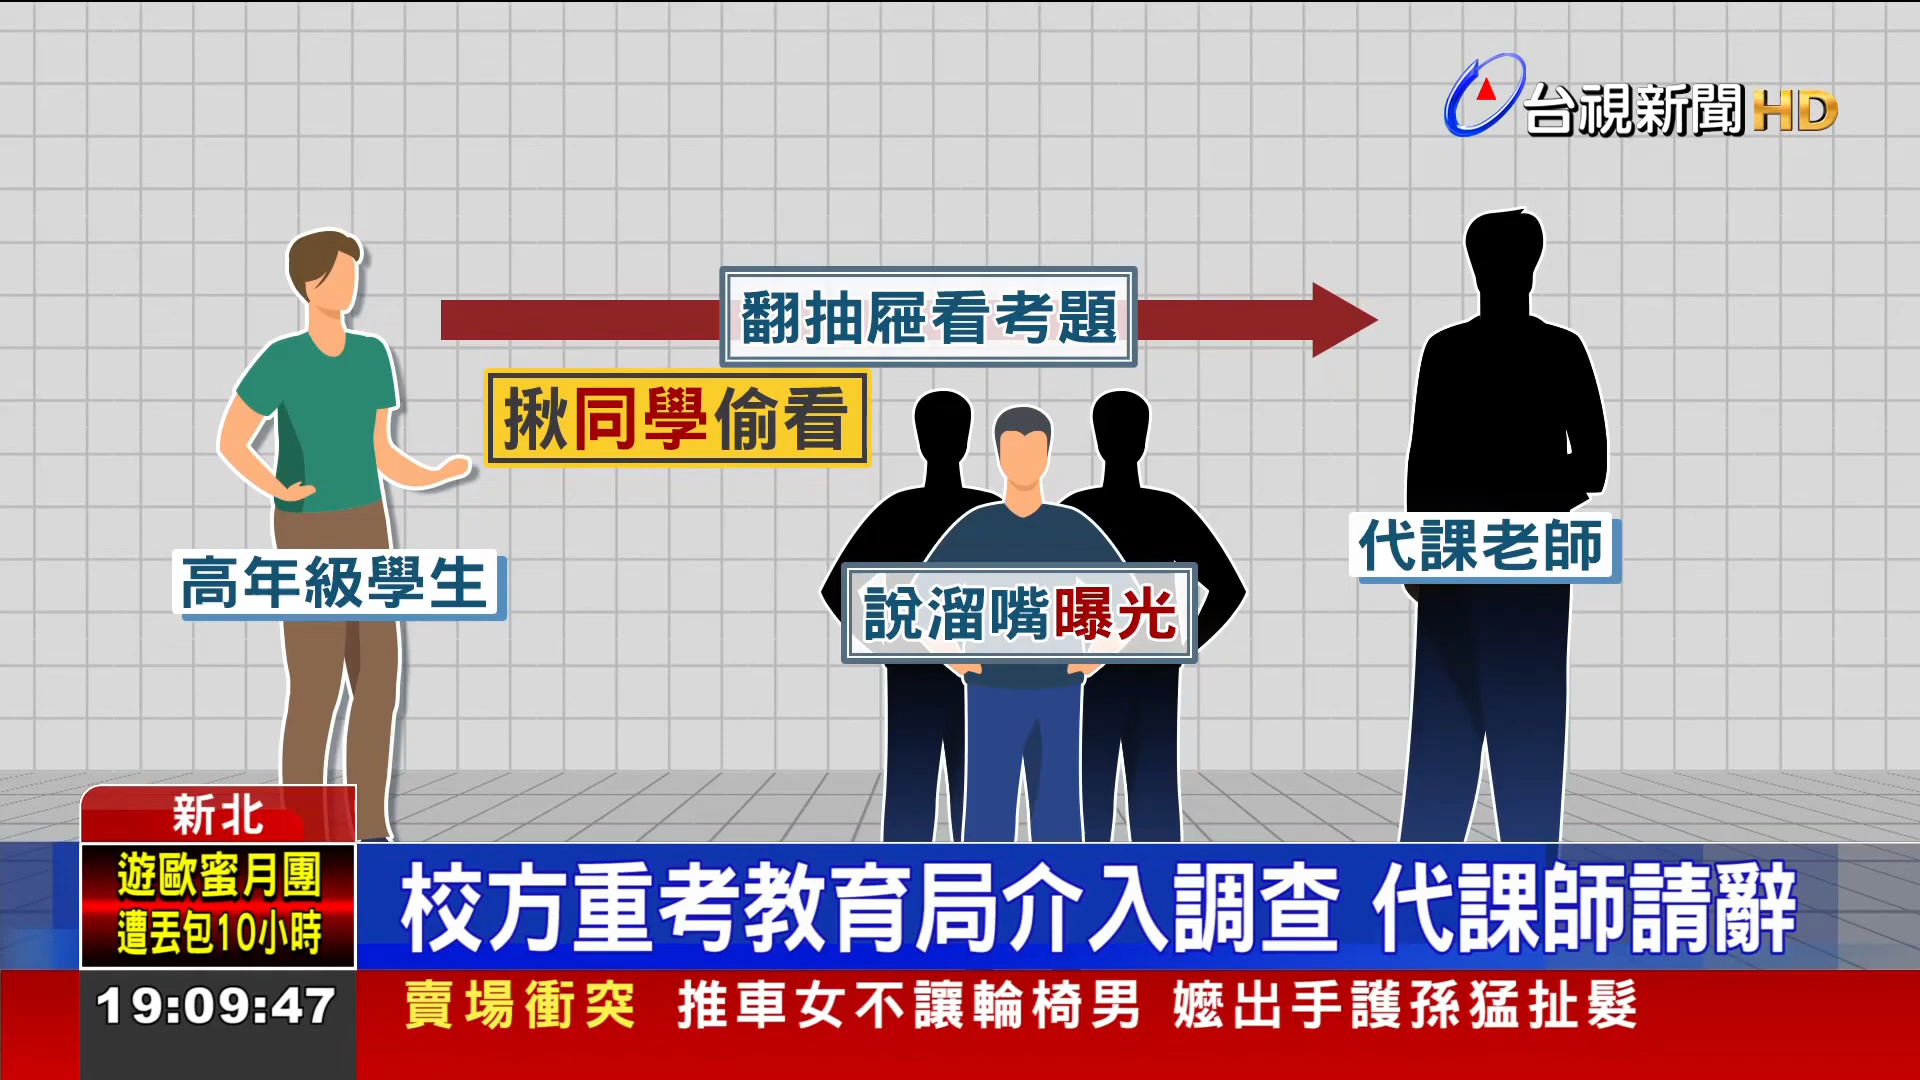 台視新聞HD
翻抽屜看考題
揪同學偷看
代課老師
高年級學生
說溜嘴曝光
新北
遊歐蜜月團
遭丟包10小時
校方重考教育局介入調查 代課師請辭
19:09:47
賣場衝突 推車女不讓輪椅男 嬤出手護孫猛扯髮